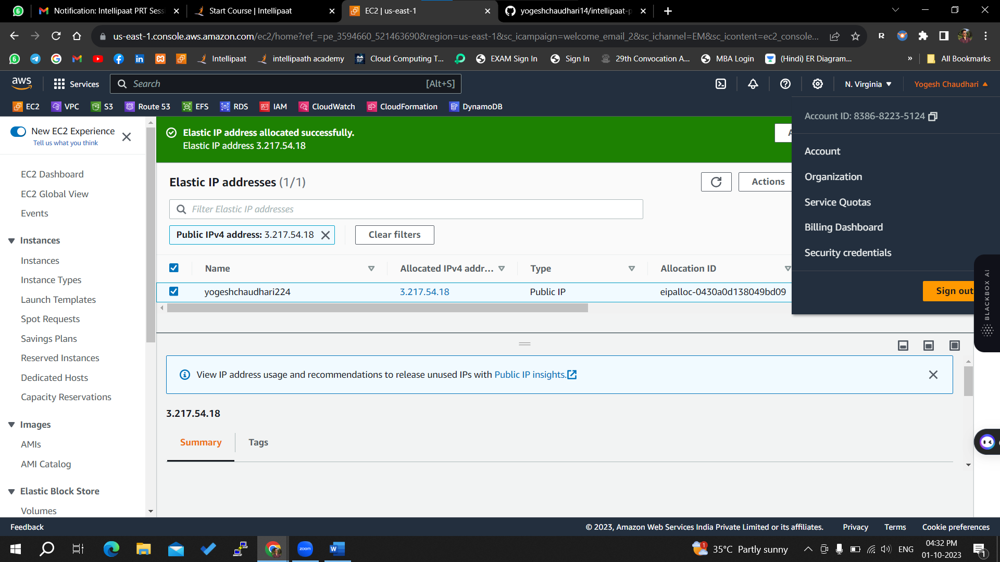 6
Notification: Intellipaat PRT Sess
Start Course | Intellipaat
EC2 | us-east-1
yogeshchaudhari14/intellipaat-p
us-east-1.console.aws.amazon.com/ec2/home?ref_=pe_3594660_521463690&region=us-east-1&sc_icampaign=welcome_email_2&sc_ichannel=EM&sc_icontent=ec2_console...
R
6
Intellipaat
intellipaath academy
SF
Cloud Computing T...
EXAM Sign In
Sign In
29th Convocation A...
MBA Login
(Hindi) ER Diagram...
»
All Bookmarks
aws
Services
Search
[Alt+S]
N. Virginia
Yogesh Chaudhari
EC2
VPC
S3
Route 53
EFS
RDS
IAM
CloudWatch
CloudFormation
DynamoDB
Account ID: 8386-8223-5124
Account
Organization
Service Quotas
Billing Dashboard
Security credentials
Sign out
BLACKBOX AI
New EC2 Experience
Tell us what you think
EC2 Dashboard
EC2 Global View
Events
Instances
Instances
Instance Types
Launch Templates
Spot Requests
Savings Plans
Reserved Instances
Dedicated Hosts
Capacity Reservations
Images
AMIs
AMI Catalog
Elastic Block Store
Volumes
Elastic IP address allocated successfully.
Elastic IP address 3.217.54.18
Elastic IP addresses (1/1)
Actions
Filter Elastic IP addresses
Public IPv4 address: 3.217.54.18
Clear filters
Name
Allocated IPv4 addr...
Type
Allocation ID
yogeshchaudhari224
3.217.54.18
Public IP
eipalloc-0430a0d138049bd09
View IP address usage and recommendations to release unused IPs with Public IP insights.
3.217.54.18
Summary
Tags
Feedback
© 2023, Amazon Web Services India Private Limited or its affiliates.
Privacy
Terms
Cookie preferences
zoom
W
1
35°C Partly sunny
ENG
04:32 PM
01-10-2023
1